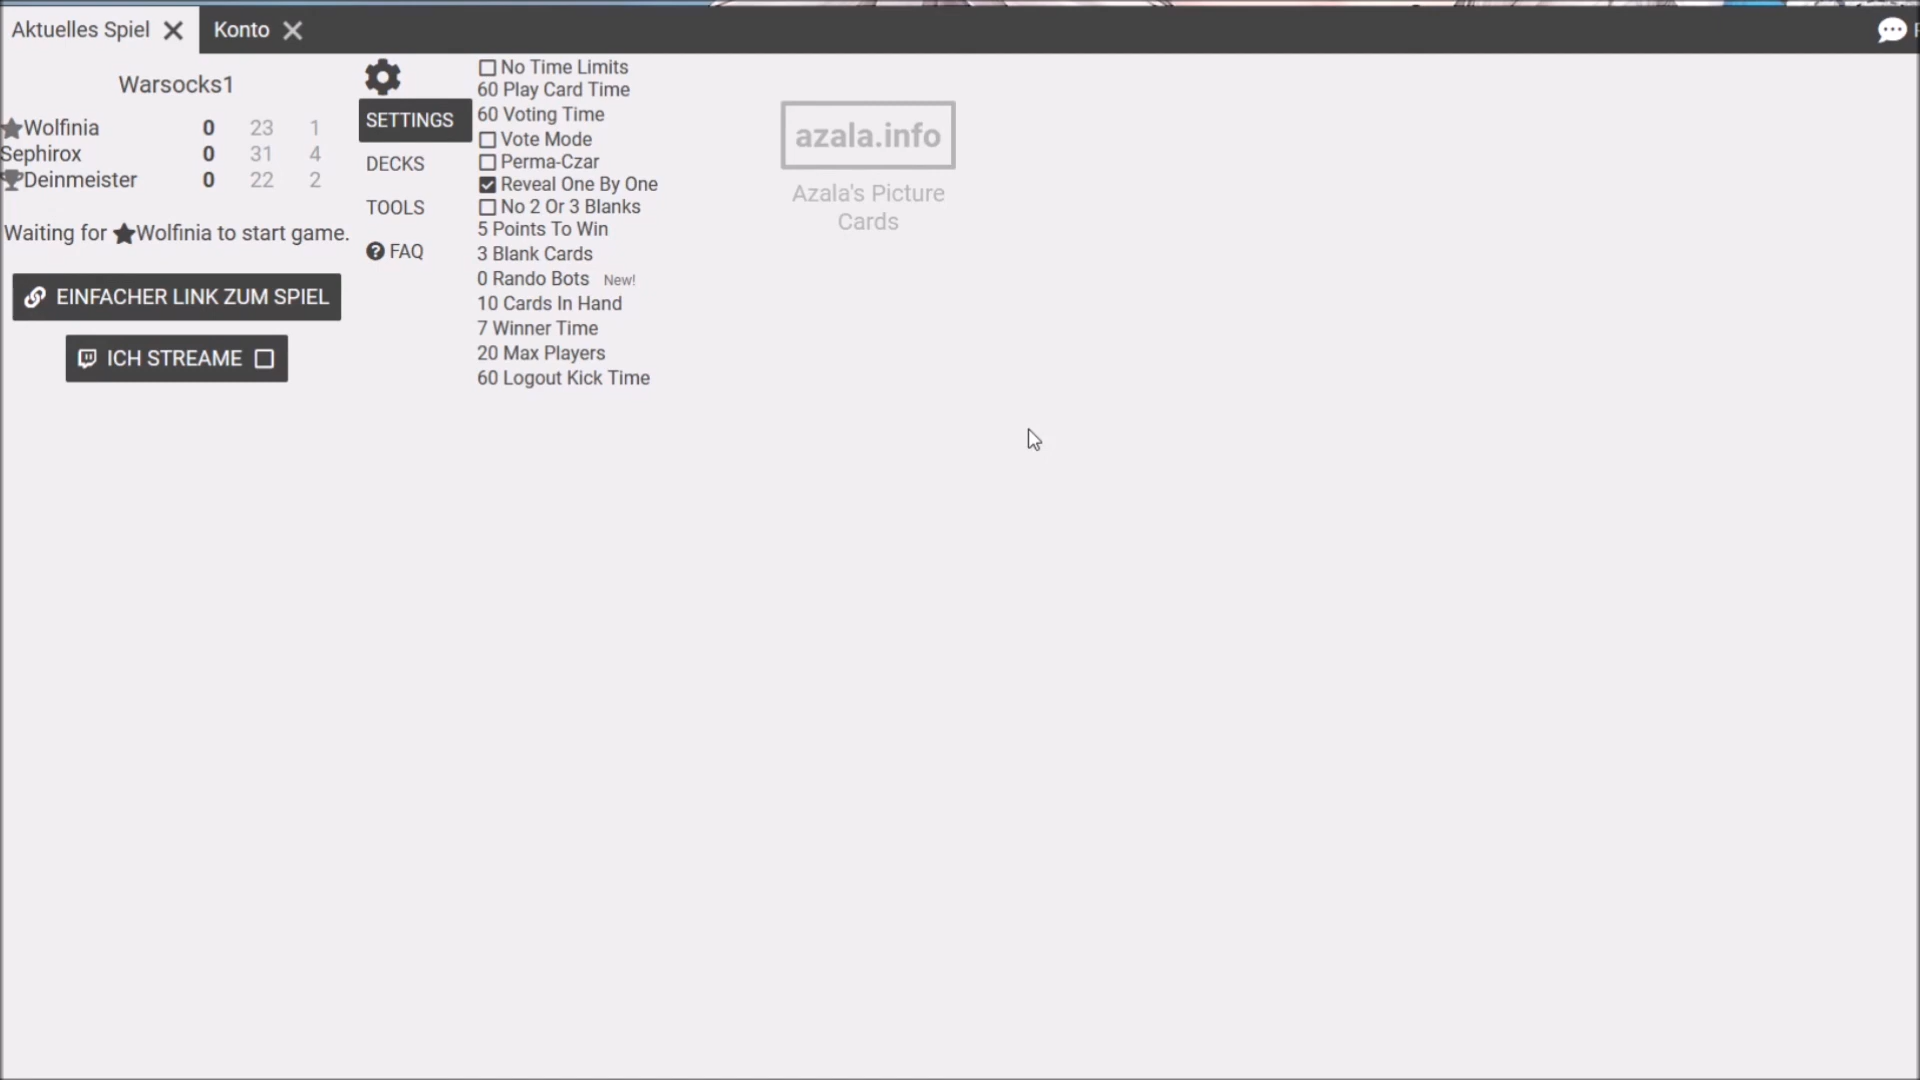 Aktuelles Spiel
Konto
Warsocks1
Wolfinia 0 23 1
Sephirox 0 31 4
Deinmeister 0 22 2
Waiting for Wolfinia to start game.
EINFACHER LINK ZUM SPIEL
ICH STREAME
SETTINGS
DECKS
TOOLS
FAQ
No Time Limits
60 Play Card Time
60 Voting Time
Vote Mode
Perma-Czar
Reveal One By One
No 2 Or 3 Blanks
5 Points To Win
3 Blank Cards
0 Rando Bots New!
10 Cards In Hand
7 Winner Time
20 Max Players
60 Logout Kick Time
azala.info
Azala's Picture
Cards